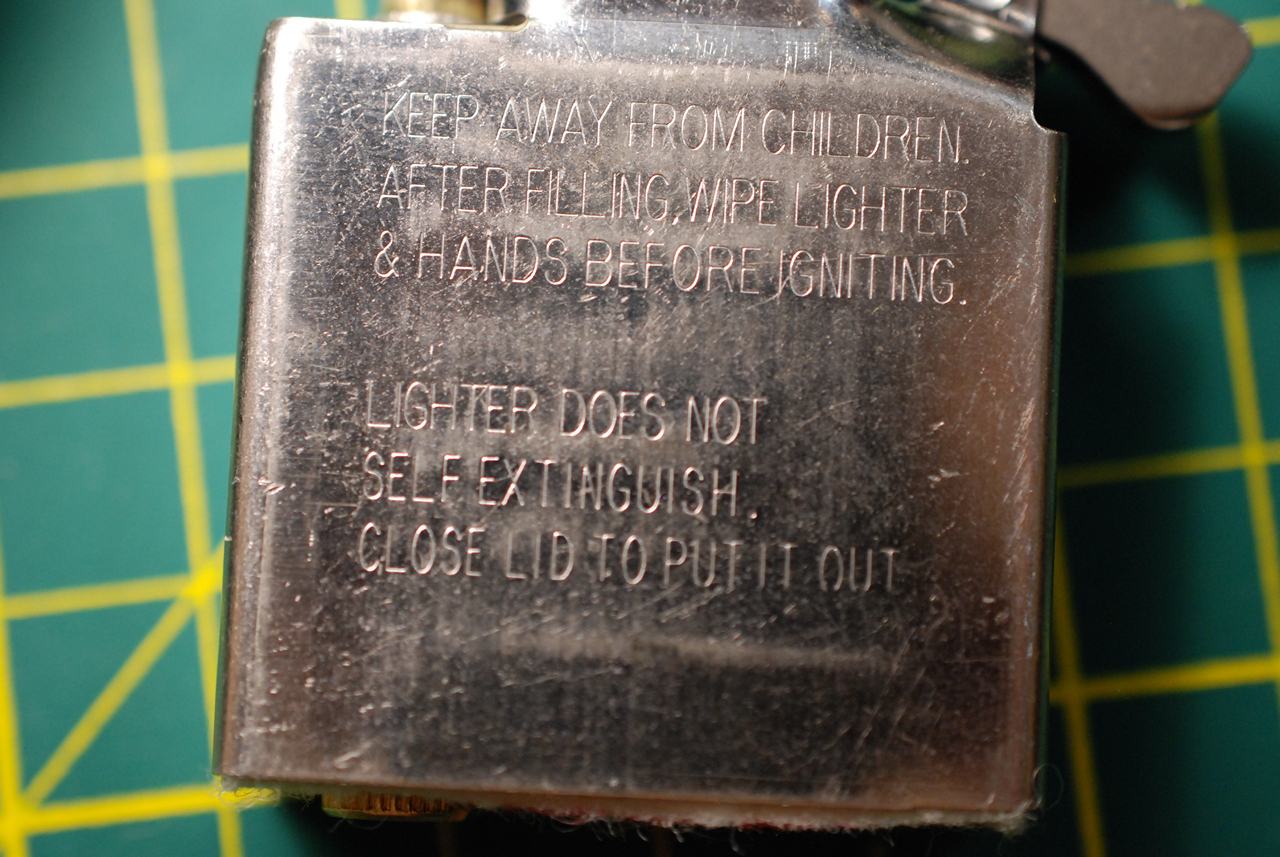 KEEP AWAY FROM CHILDREN.
AFTER FILLING, WIPE LIGHTER
& HANDS BEFORE IGNITING.
LIGHTER DOES NOT
SELF EXTINGUISH.
CLOSE LID TO PUT IT OUT